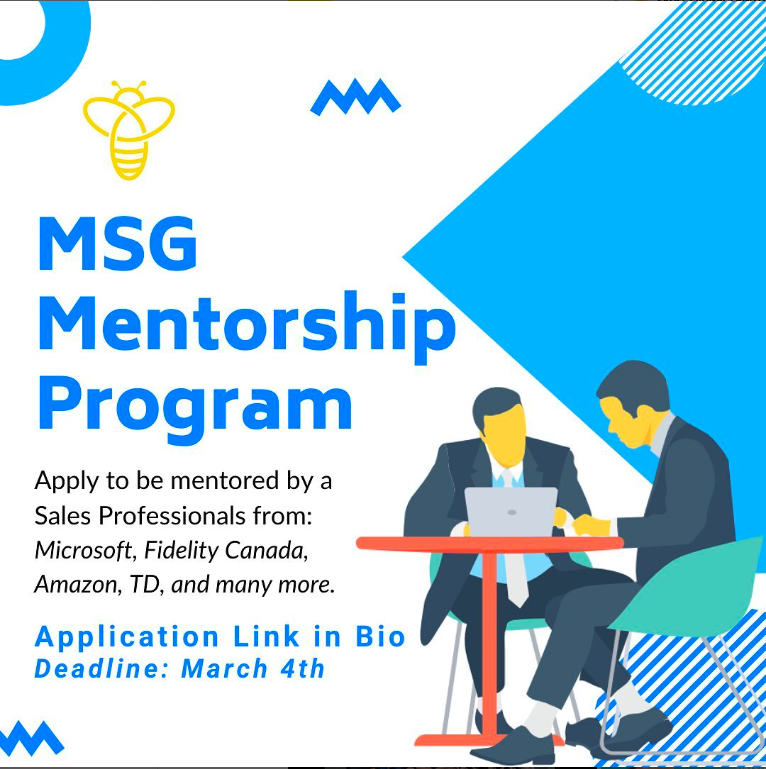 MSG
Mentorship
Program
Apply to be mentored by a
Sales Professionals from:
Microsoft, Fidelity Canada,
Amazon, TD, and many more.
Application Link in Bio
Deadline: March 4th